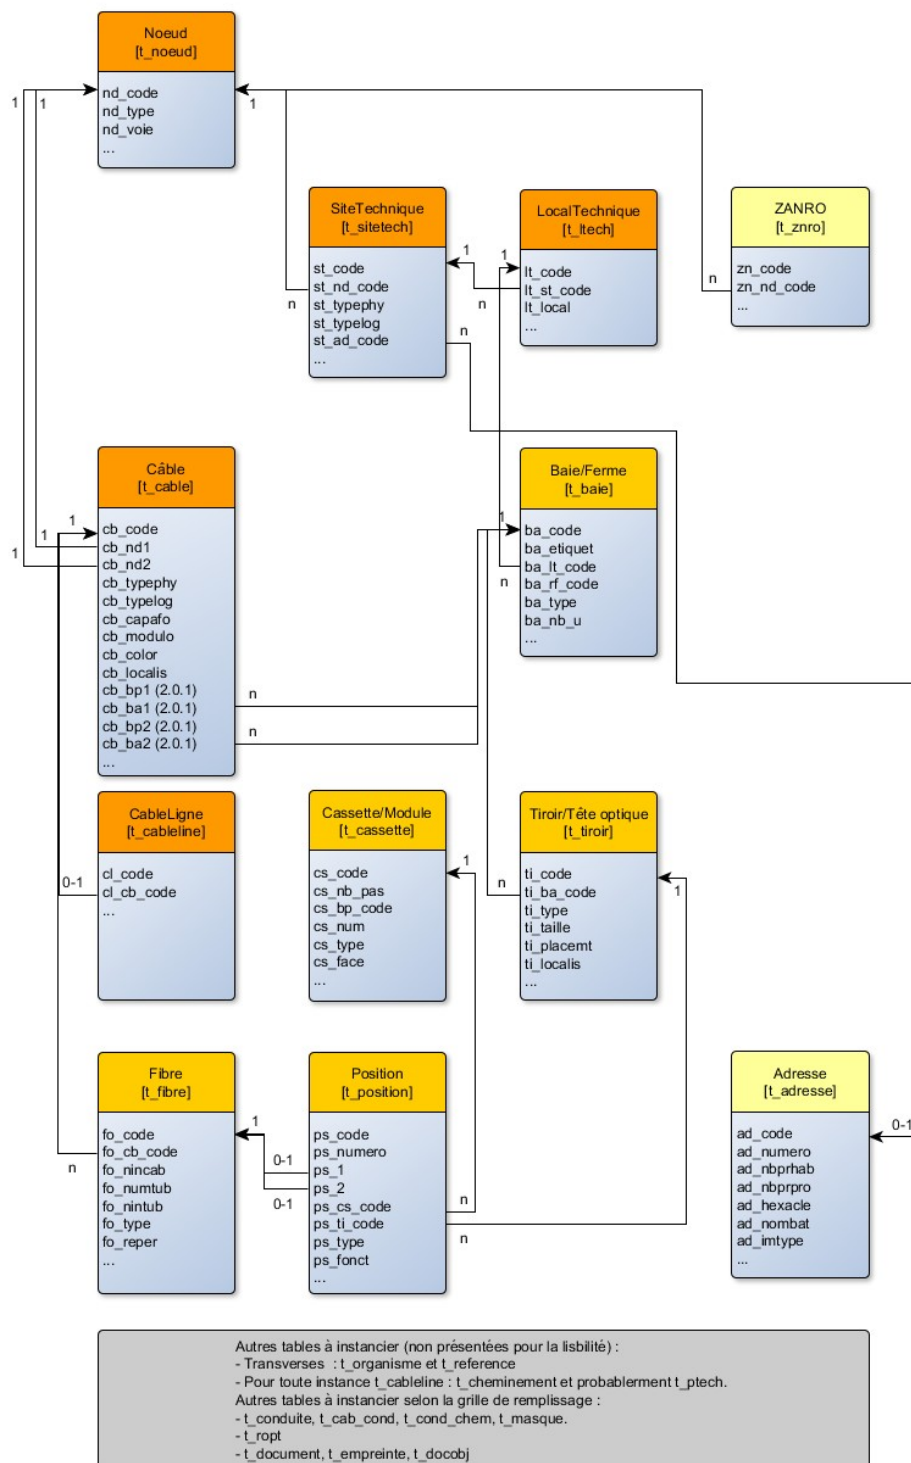 Noeud
[t_noeud]
nd_code
nd_type
nd_voie
...
1
1
1
SiteTechnique
[t_sitetech]
st_code
st_nd_code
st_typephy
st_typelog
st_ad_code
...
n
n
1
LocalTechnique
[t_ltech]
lt_code
lt_st_code
lt_local
...
1
n
ZANRO
[t_znro]
zn_code
zn_nd_code
...
n
Câble
[t_cable]
cb_code
cb_nd1
cb_nd2
cb_typephy
cb_typelog
cb_capafo
cb_modulo
cb_color
cb_localis
cb_bp1 (2.0.1)
cb_ba1 (2.0.1)
cb_bp2 (2.0.1)
cb_ba2 (2.0.1)
...
1
1
1
n
n
Baie/Ferme
[t_baie]
ba_code
ba_etiquet
ba_lt_code
ba_rf_code
ba_type
ba_nb_u
...
1
n
CableLigne
[t_cableline]
cl_code
cl_cb_code
...
0-1
Cassette/Module
[t_cassette]
cs_code
cs_nb_pas
cs_bp_code
cs_num
cs_type
cs_face
...
1
Tiroir/Tête optique
[t_tiroir]
ti_code
ti_ba_code
ti_type
ti_taille
ti_placemt
ti_localis
...
n
1
Fibre
[t_fibre]
fo_code
fo_cb_code
fo_nincab
fo_numtub
fo_nintub
fo_type
fo_reper
...
n
1
0-1
0-1
Position
[t_position]
ps_code
ps_numero
ps_1
ps_2
ps_cs_code
ps_ti_code
ps_type
ps_fonct
...
n
n
Adresse
[t_adresse]
ad_code
ad_numero
ad_nbprhab
ad_nbprpro
ad_hexacle
ad_nombat
ad_imtype
...
0-1
Autres tables à instancier (non présentées pour la lisbilité) :
- Transverses : t_organisme et t_reference
- Pour toute instance t_cableline : t_cheminement et probablerment t_ptech.
Autres tables à instancier selon la grille de remplissage :
- t_conduite, t_cab_cond, t_cond_chem, t_masque.
- t_ropt
- t_document, t_empreinte, t_docobj